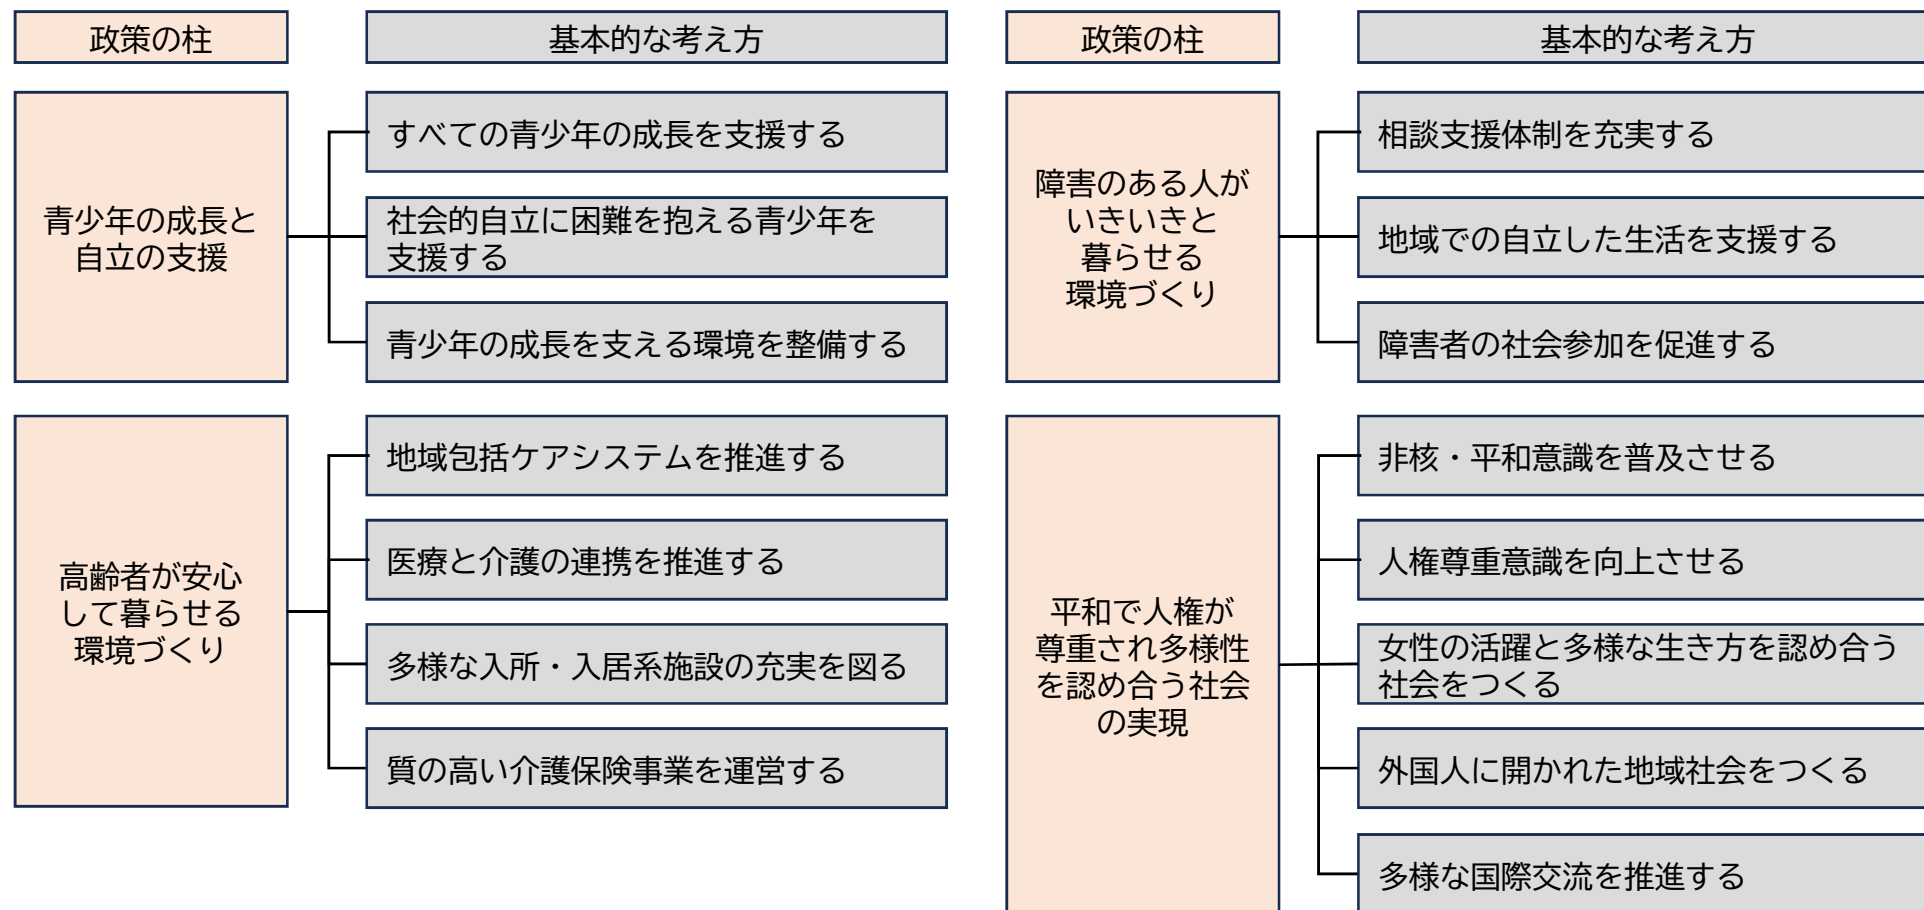 政策の柱
基本的な考え方
青少年の成長と
自立の支援
すべての青少年の成長を支援する
社会的自立に困難を抱える青少年を
支援する
青少年の成長を支える環境を整備する
高齢者が安心
して暮らせる
環境づくり
地域包括ケアシステムを推進する
医療と介護の連携を推進する
多様な入所・入居系施設の充実を図る
質の高い介護保険事業を運営する
政策の柱
基本的な考え方
障害のある人が
いきいきと
暮らせる
環境づくり
相談支援体制を充実する
地域での自立した生活を支援する
障害者の社会参加を促進する
平和で人権が
尊重され多様性
を認め合う社会
の実現
非核・平和意識を普及させる
人権尊重意識を向上させる
女性の活躍と多様な生き方を認め合う
社会をつくる
外国人に開かれた地域社会をつくる
多様な国際交流を推進する